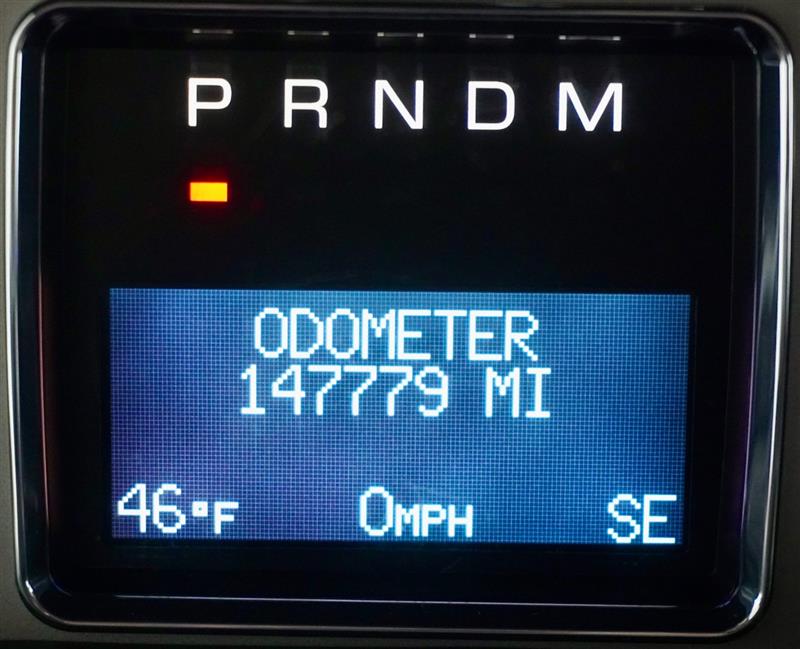 P R N D M
ODOMETER
147779 MI
46°F 0MPH SE